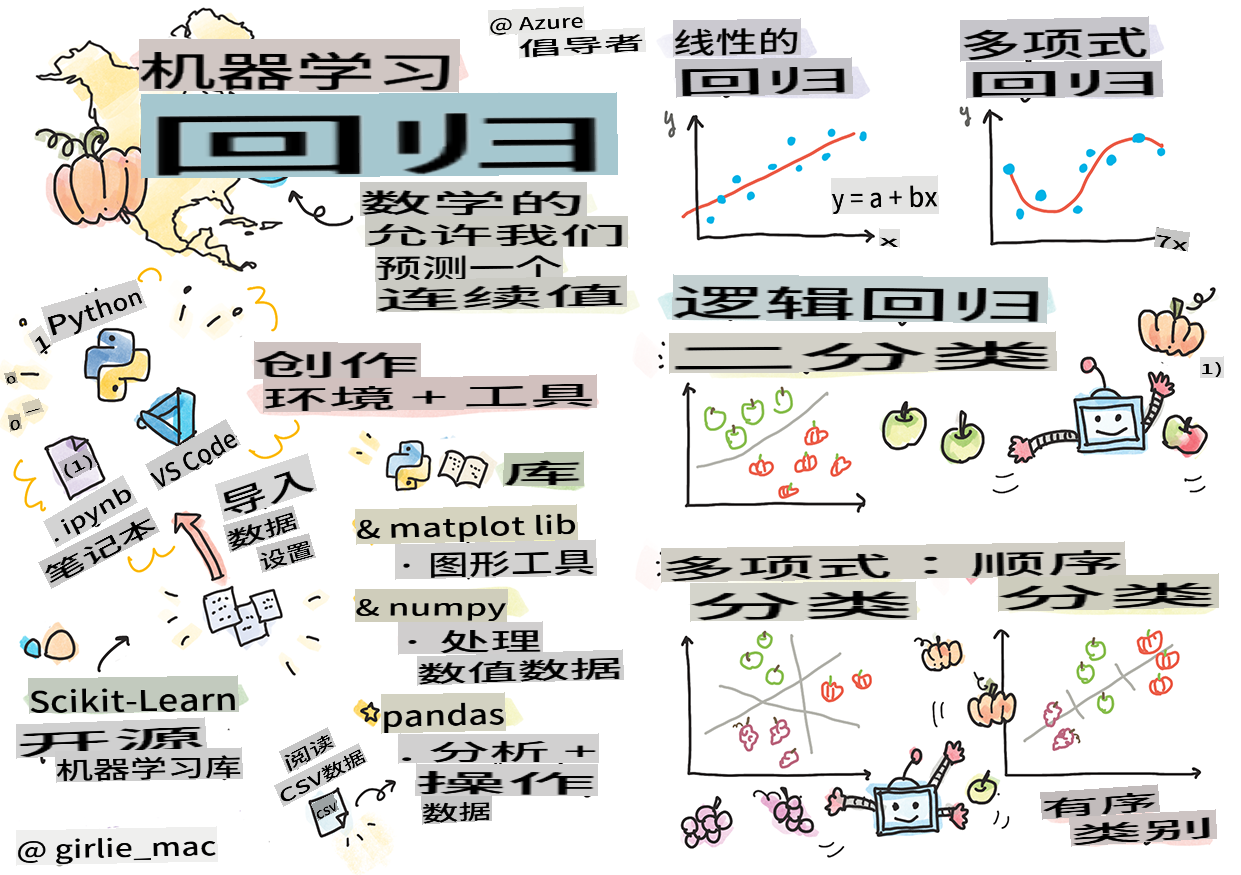 @ Azure
倡导者
机器学习
回归
数学的
允许我们
预测一个
连续值
线性的
回归
y
y = a + bx
x
多项式
回归
y
7x
1 Python
VS Code
(1)
.ipynb
笔记本
创作
环境 + 工具
导入
数据
设置
库
& matplot lib
· 图形工具
& numpy
· 处理
数值数据
pandas
. 分析 +
操作
数据
阅读
CSV数据
CSV
Scikit-Learn
开源
机器学习库
@ girlie_mac
逻辑回归
: 二分类
1)
多项式：顺序
分类
分类
有序
类别